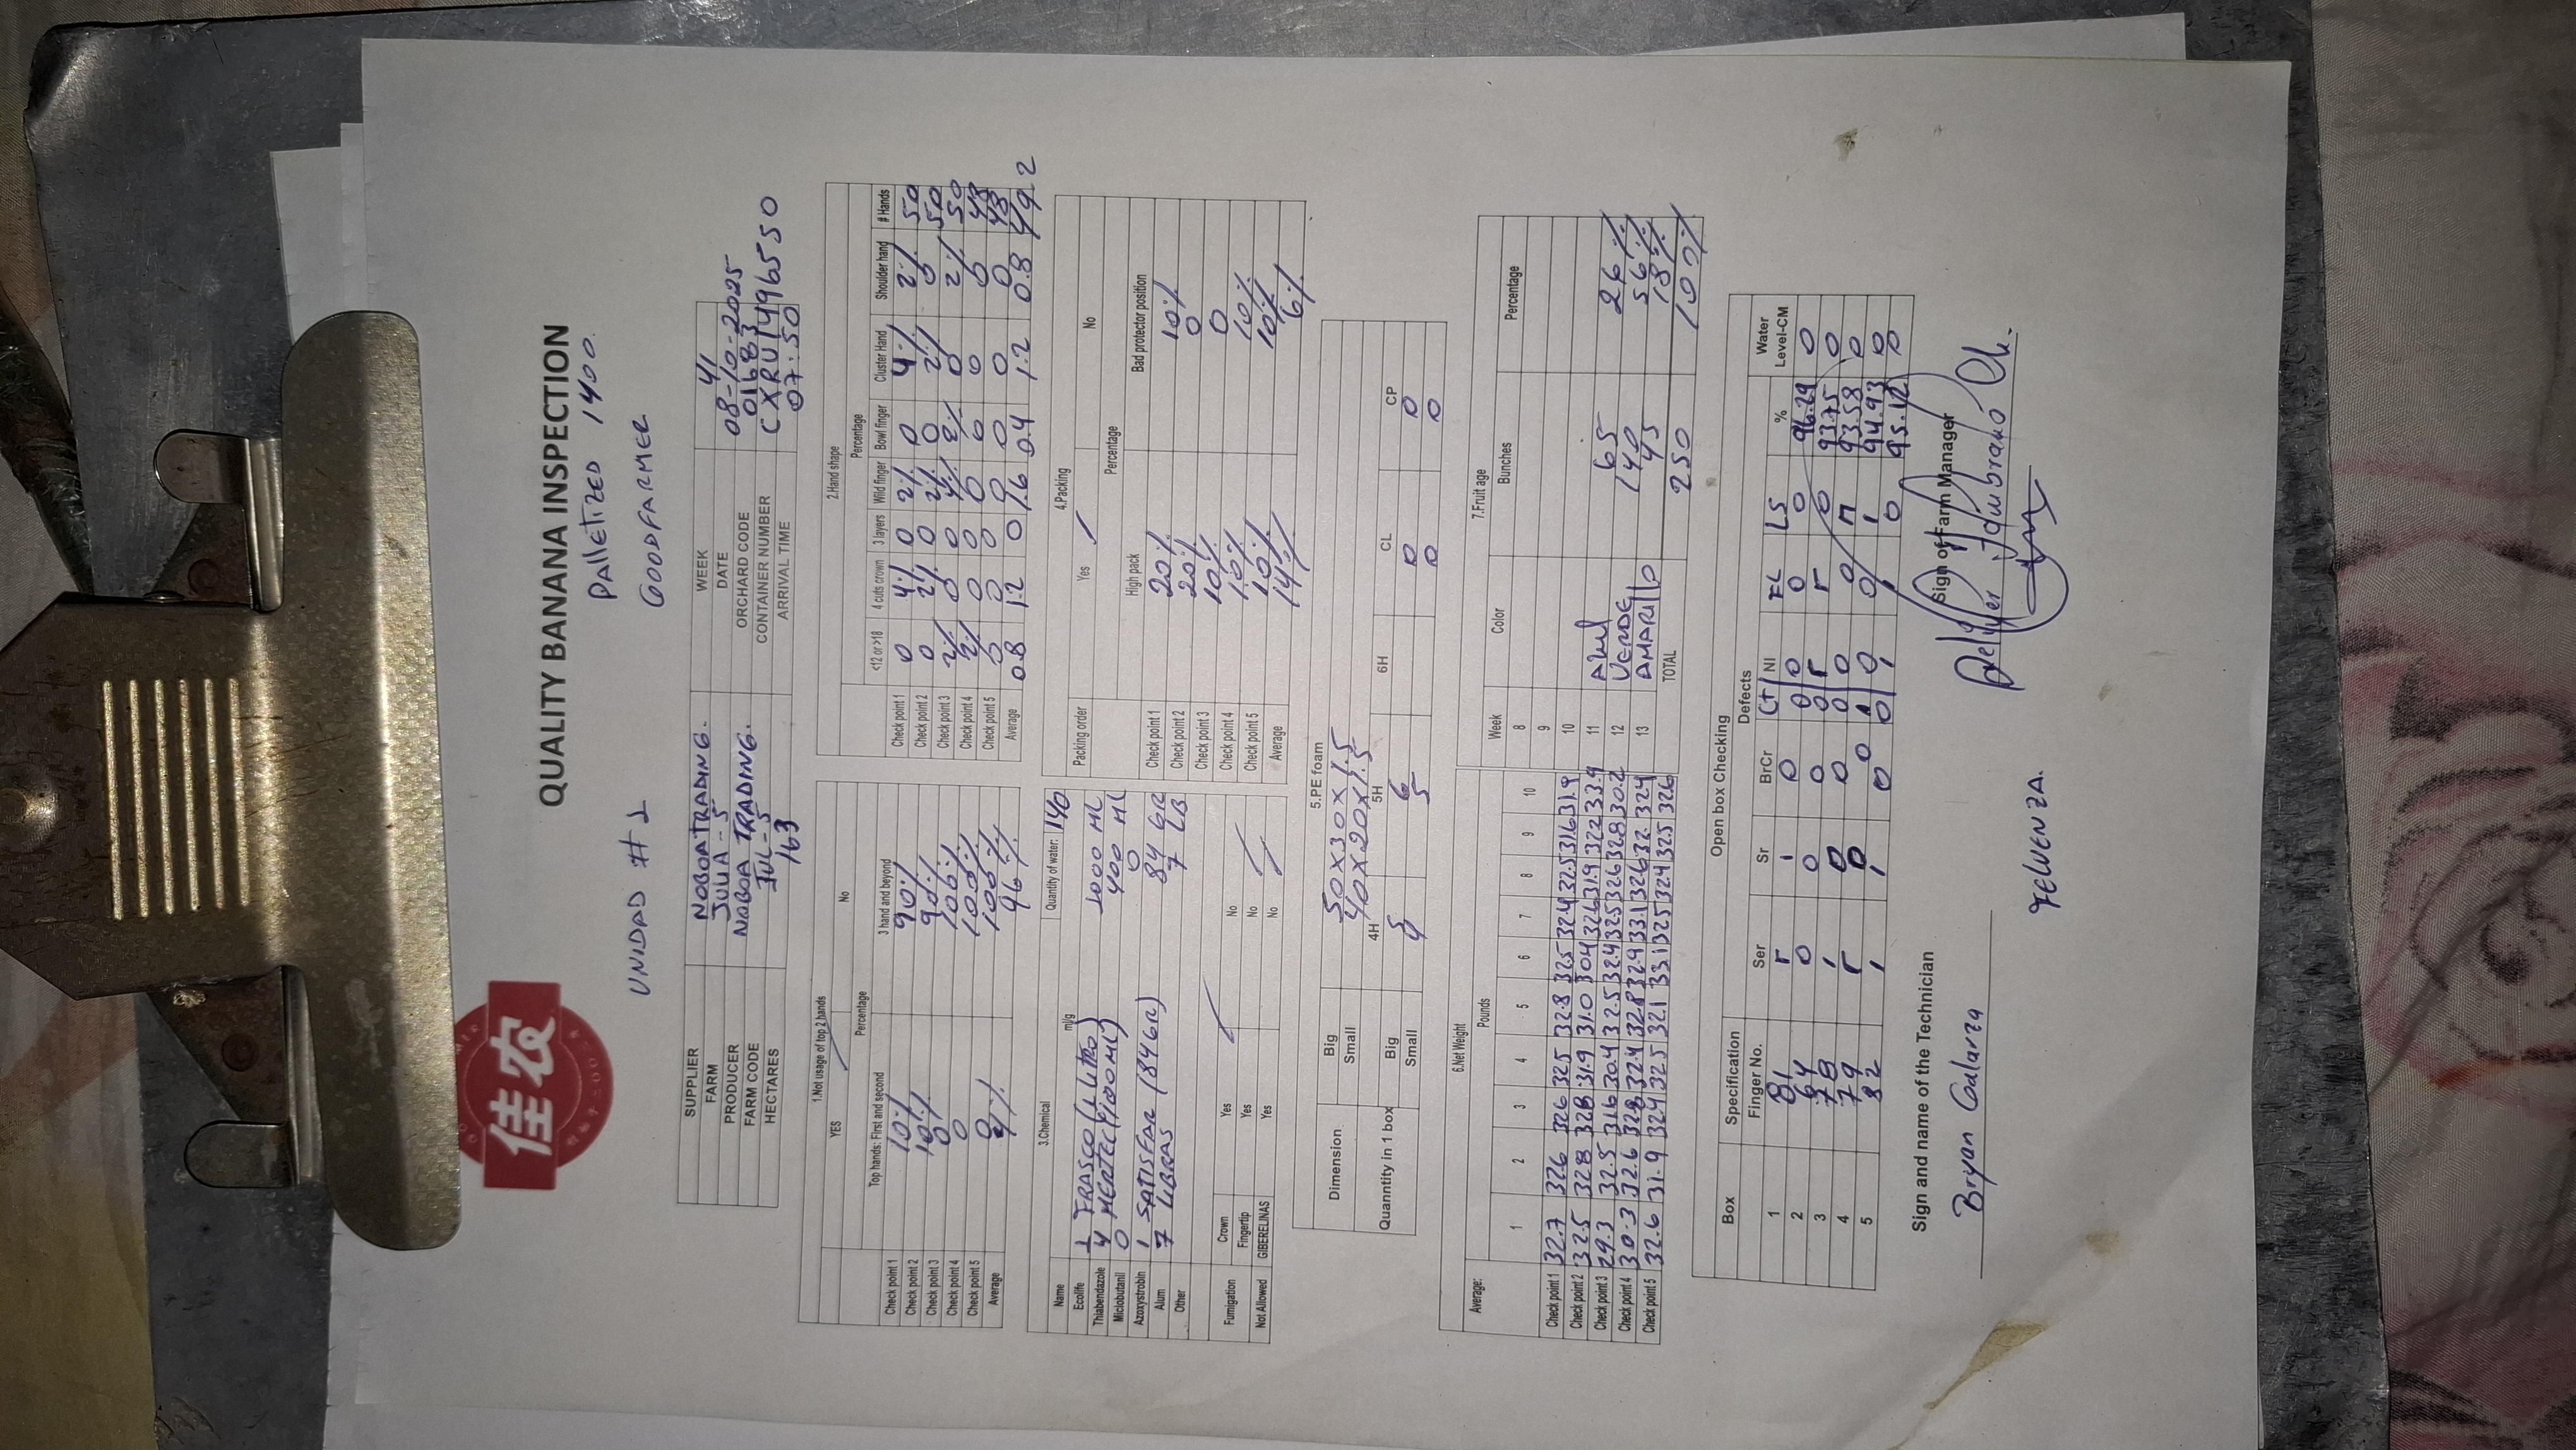 佳农
QUALITY BANANA INSPECTION
PAllETIZED 1400.
UNIDAD #1 GOODFARMER
SUPPLIER NOBOATRADING. WEEK 41
FARM JULIA-5 DATE 08-10-2025
PRODUCER NOBOA TRADING. ORCHARD CODE 01683
FARM CODE JUL-5 CONTAINER NUMBER CXRU1496550
HECTARES 163 ARRIVAL TIME 07:50
1.Not usage of top 2 hands
YES No
Percentage
Top hands: First and second 3 hand and beyond
Check point 1 10% 90%
Check point 2 10% 90%
Check point 3 0 100%
Check point 4 0 100%
Check point 5 0 100%
Average 4% 96%
2.Hand shape
Percentage
<12 or >18 4 cuts crown 3 layers Wild finger Bowl finger Cluster Hand Shoulder hand # Hands
Check point 1 0 4% 0 2% 0 4% 2% 50
Check point 2 0 2% 0 2% 0 2% 0 50
Check point 3 2% 0 0 4% 2% 0 2% 50
Check point 4 2% 0 0 0 0 0 0 48
Check point 5 0 0 0 0 0 0 0 48
Average 0.8 1.2 0 1.6 0.4 1.2 0.8 49.2
3.Chemical Quantity of water: 140
Name ml/g
Ecolife 1 FRASCO (1 LITRO) 1000 ML
Thiabendazole 4 MERTEC (100ML) 400 ML
Miclobutanil 0 0
Azoxystrobin 1 SATISFAR (84GR) 84 GR
Alum 7 LIBRAS 7 LB
Other
Fumigation Crown Yes No
Fingertip Yes No
Not Allowed GIBERELINAS Yes No
4.Packing
Packing order Yes No
Percentage
High pack Bad protector position
Check point 1 20% 10%
Check point 2 20% 0
Check point 3 10% 0
Check point 4 10% 10%
Check point 5 10% 10%
Average 14% 6%
5.PE foam
Dimension Big 50x30x1.5
Small 40x20x1.5
Quanntity in 1 box 4H 5H 6H CL CP
Big 5 6 0 0
Small 4 5 0 0
6.Net Weight
Average: Pounds
1 2 3 4 5 6 7 8 9 10
Check point 1 32.7 32.6 32.6 32.5 32.8 32.5 32.4 32.5 31.6 31.9
Check point 2 32.5 32.8 32.8 31.9 31.0 30.4 32.6 31.9 32.2 33.4
Check point 3 29.3 32.5 31.6 30.4 32.5 32.4 32.5 32.6 32.8 30.2
Check point 4 30.3 32.6 32.8 32.4 32.8 32.9 33.1 32.6 32. 32.4
Check point 5 32.6 31.9 32.4 32.5 32.1 33.1 32.5 32.4 32.5 32.6
7.Fruit age
Week Color Bunches Percentage
8
9
10
11 Azul 65 26%
12 VERDE 140 56%
13 AMARILLO 45 18%
TOTAL 250 100%
Open box Checking
Box Specification Defects Water
Finger No. Ser Sr BrCr Ct NI FL LS % Level-CM
1 81 r 1 0 0 0 0 0 96.29 0
2 64 0 0 0 0 r r 0 93.75 0
3 78 1 0 0 0 0 0 n 93.58 0
4 79 r 0 0 1 0 0 1 94.93 0
5 82 1 1 0 0 1 1 0 95.12 0
Sign and name of the Technician Sign of Farm Manager
Bryan Galarza